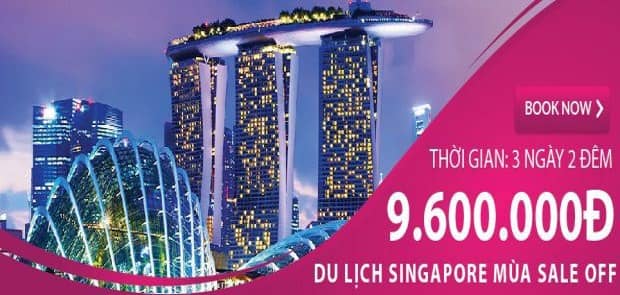 BOOK NOW
THỜI GIAN: 3 NGÀY 2 ĐÊM
9.600.000Đ
DU LỊCH SINGAPORE MÙA SALE OFF